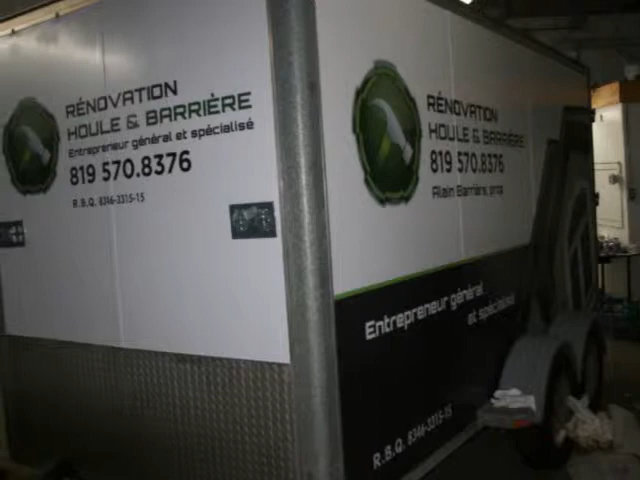 RÉNOVATION
HOULE & BARRIÈRE
Entrepreneur général et spécialisé
819 570.8376
R.B.Q. 8346-3315-15
RÉNOVATION
HOULE & BARRIÈRE
819 570.8376
Alain Barrière, prop
Entrepreneur général
et spécialisé
R.B.Q. 8346-3315-15